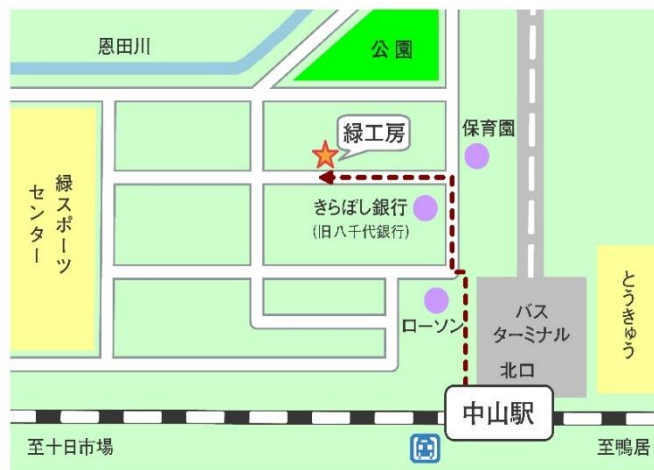 恩田川
公園
緑工房
保育園
緑スポーツ
センター
きらぼし銀行
(旧八千代銀行)
ローソン
バス
ターミナル
北口
とうきゅう
中山駅
至十日市場
至鴨居